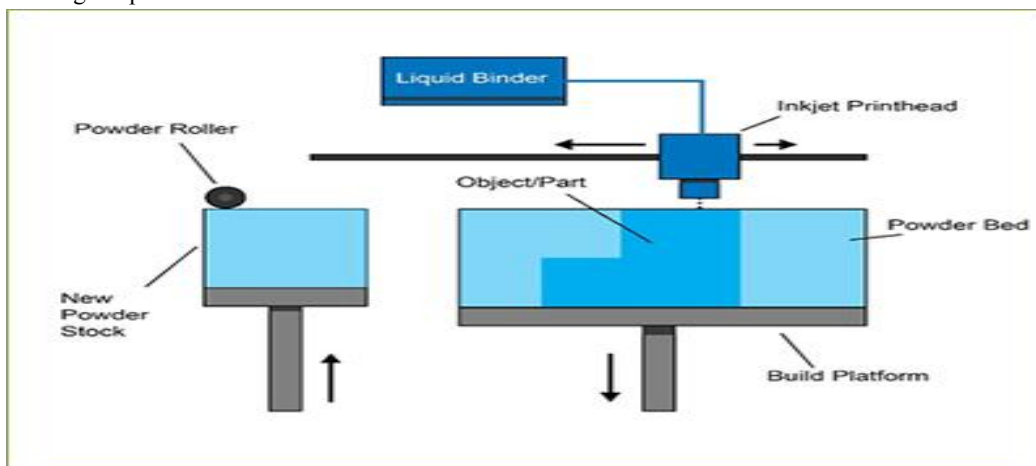 Liquid Binder
Inkjet Printhead
Powder Roller
Object/Part
Powder Bed
New
Powder
Stock
Build Platform